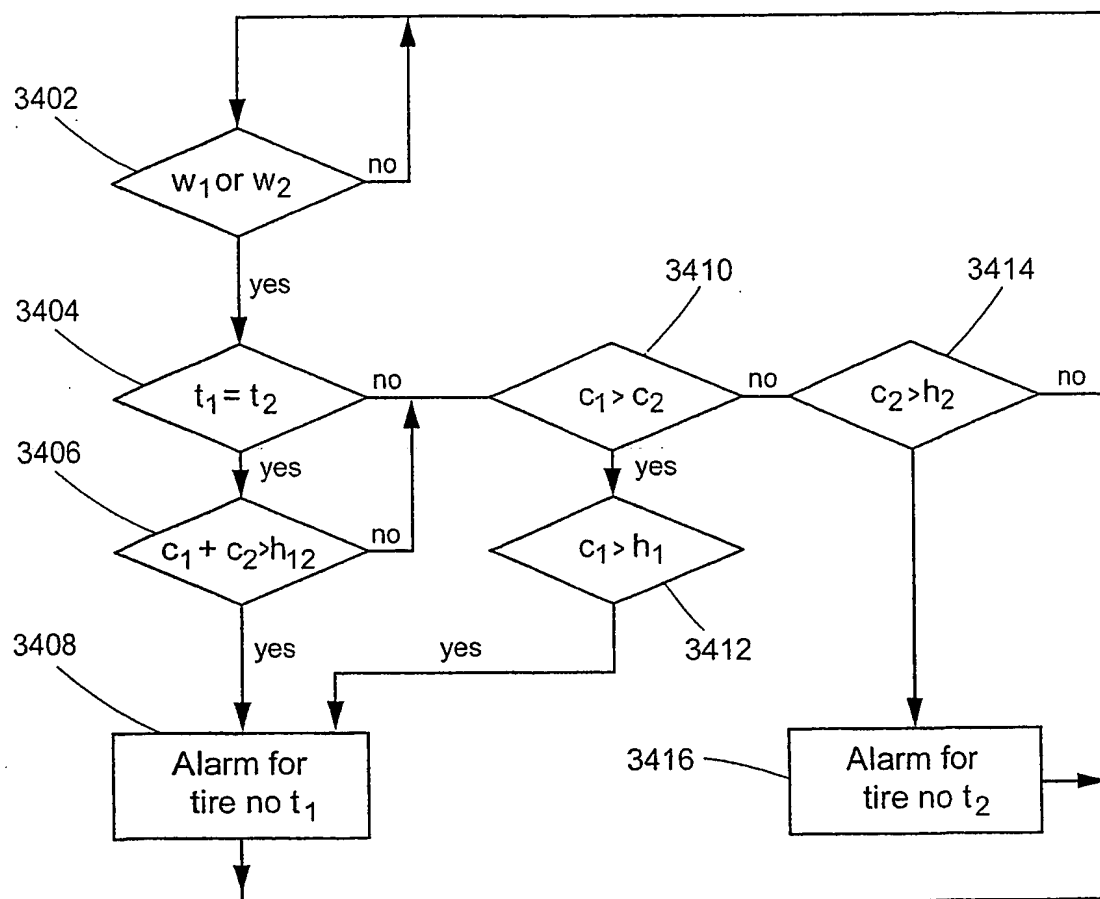 3402
w₁ or w₂
no
yes
3404
t₁ = t₂
no
3410
c₁ > c₂
no
3414
c₂ > h₂
no
yes
yes
3406
c₁ + c₂ > h₁₂
no
c₁ > h₁
3412
yes
yes
3408
Alarm for
tire no t₁
3416
Alarm for
tire no t₂